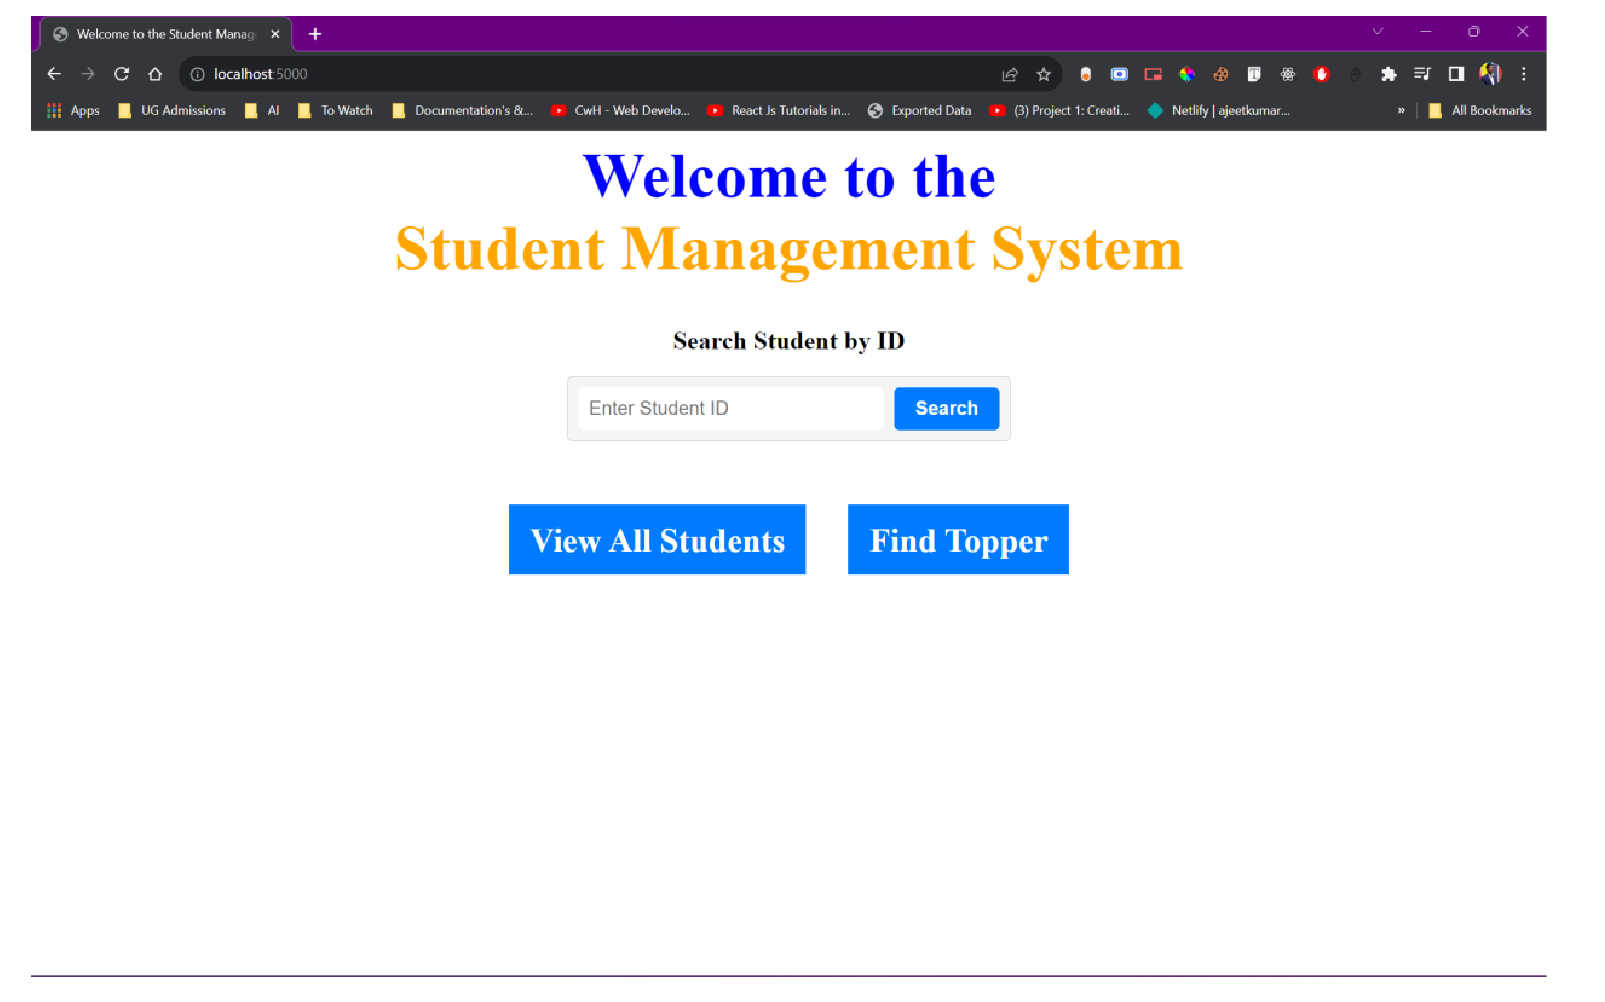 Welcome to the Student Manag
localhost:5000
Apps UG Admissions AI To Watch Documentation's &... CwH - Web Develo... React Js Tutorials in... Exported Data (3) Project 1: Creati... Netlify | ajeetkumar... » All Bookmarks
Welcome to the
Student Management System
Search Student by ID
Enter Student ID Search
View All Students Find Topper